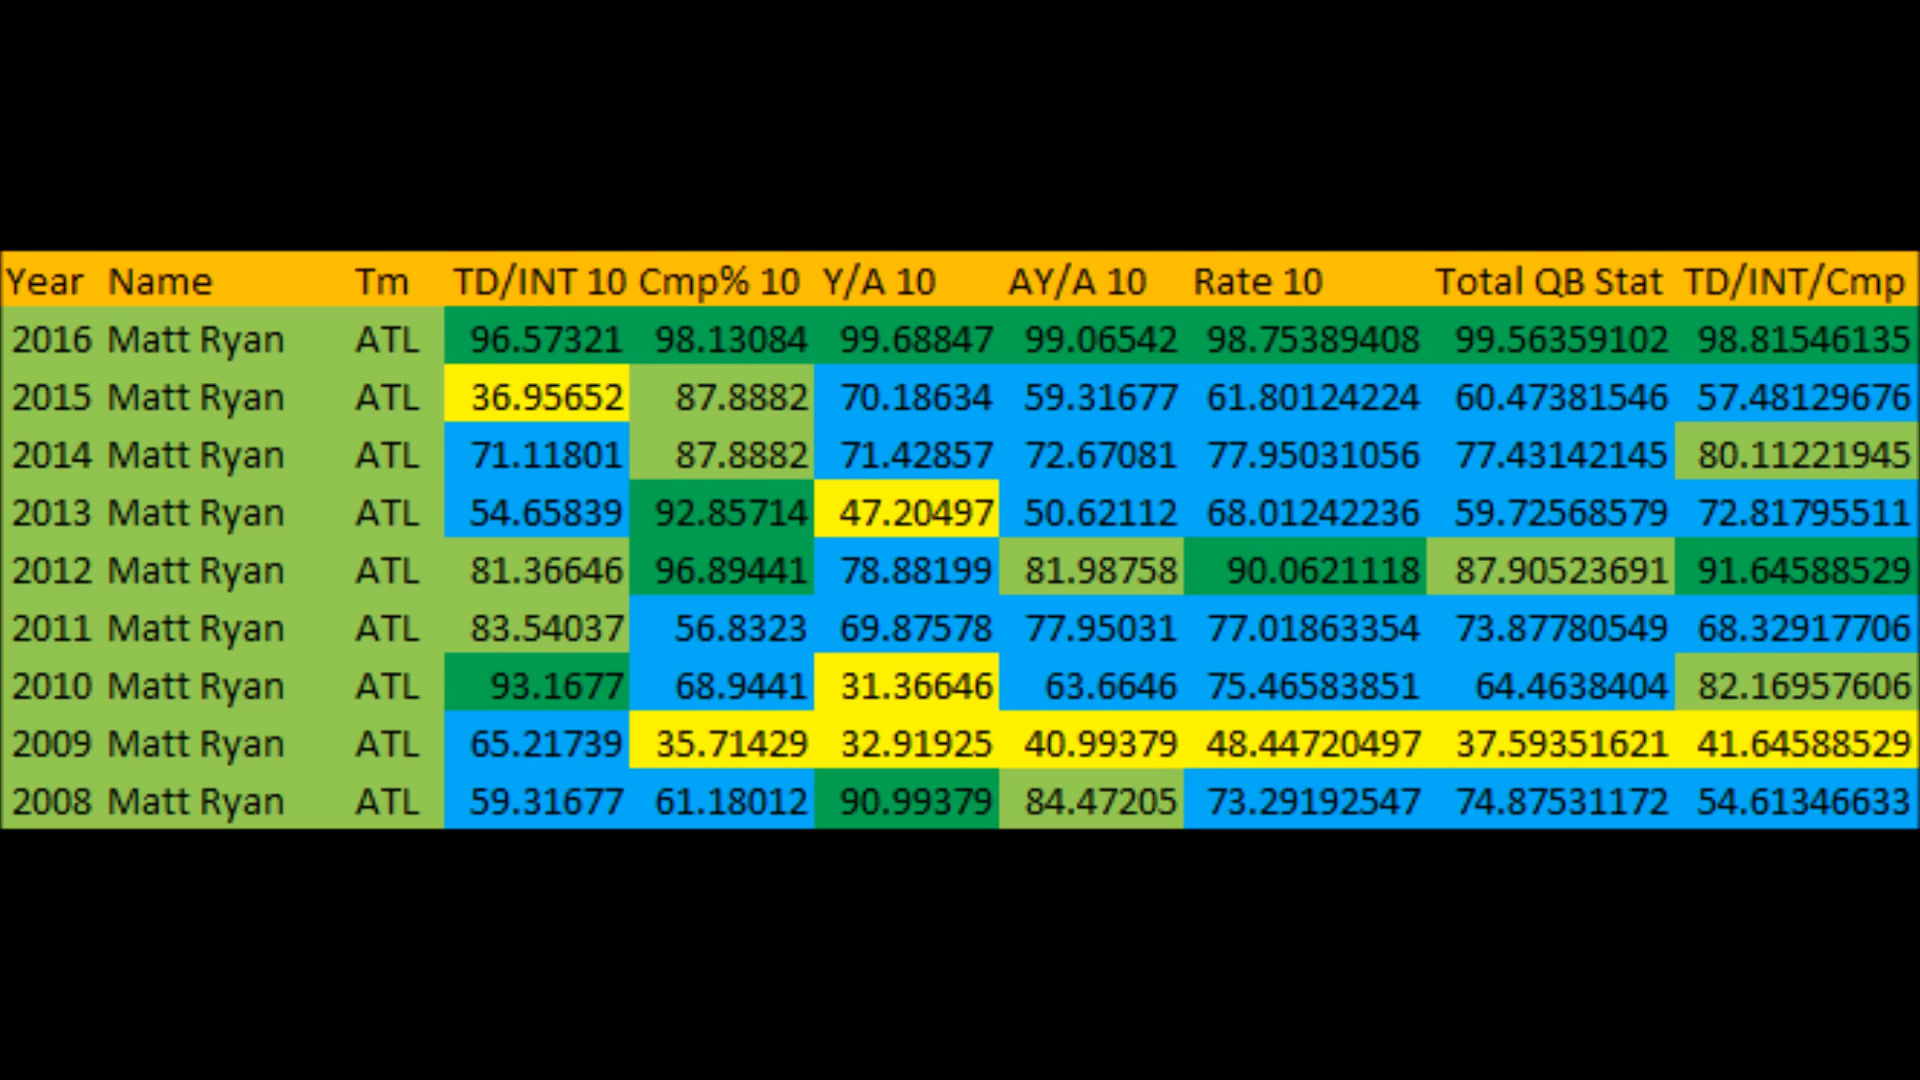 Year Name Tm TD/INT 10 Cmp% 10 Y/A 10 AY/A 10 Rate 10 Total QB Stat TD/INT/Cmp
2016 Matt Ryan ATL 96.57321 98.13084 99.68847 99.06542 98.75389408 99.56359102 98.81546135
2015 Matt Ryan ATL 36.95652 87.8882 70.18634 59.31677 61.80124224 60.47381546 57.48129676
2014 Matt Ryan ATL 71.11801 87.8882 71.42857 72.67081 77.95031056 77.43142145 80.11221945
2013 Matt Ryan ATL 54.65839 92.85714 47.20497 50.62112 68.01242236 59.72568579 72.81795511
2012 Matt Ryan ATL 81.36646 96.89441 78.88199 81.98758 90.0621118 87.90523691 91.64588529
2011 Matt Ryan ATL 83.54037 56.8323 69.87578 77.95031 77.01863354 73.87780549 68.32917706
2010 Matt Ryan ATL 93.1677 68.9441 31.36646 63.6646 75.46583851 64.4638404 82.16957606
2009 Matt Ryan ATL 65.21739 35.71429 32.91925 40.99379 48.44720497 37.59351621 41.64588529
2008 Matt Ryan ATL 59.31677 61.18012 90.99379 84.47205 73.29192547 74.87531172 54.61346633